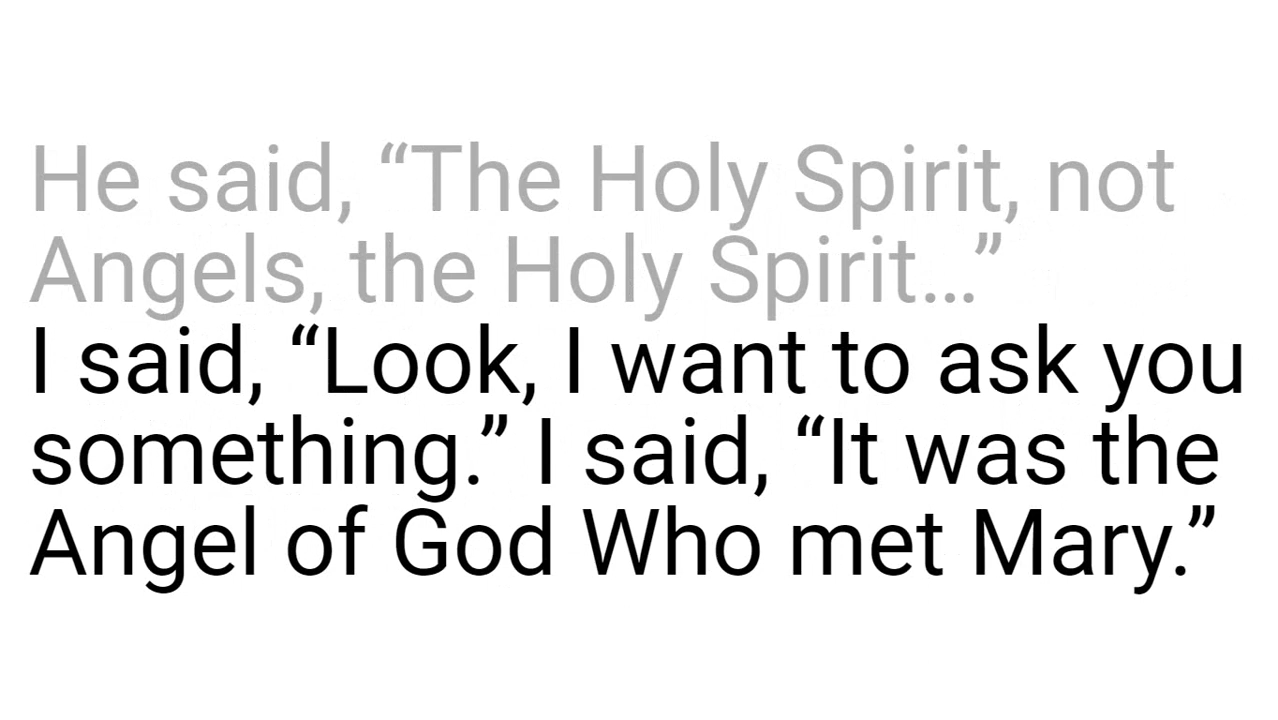 He said, “The Holy Spirit, not
Angels, the Holy Spirit…”
I said, “Look, I want to ask you
something.” I said, “It was the
Angel of God Who met Mary.”